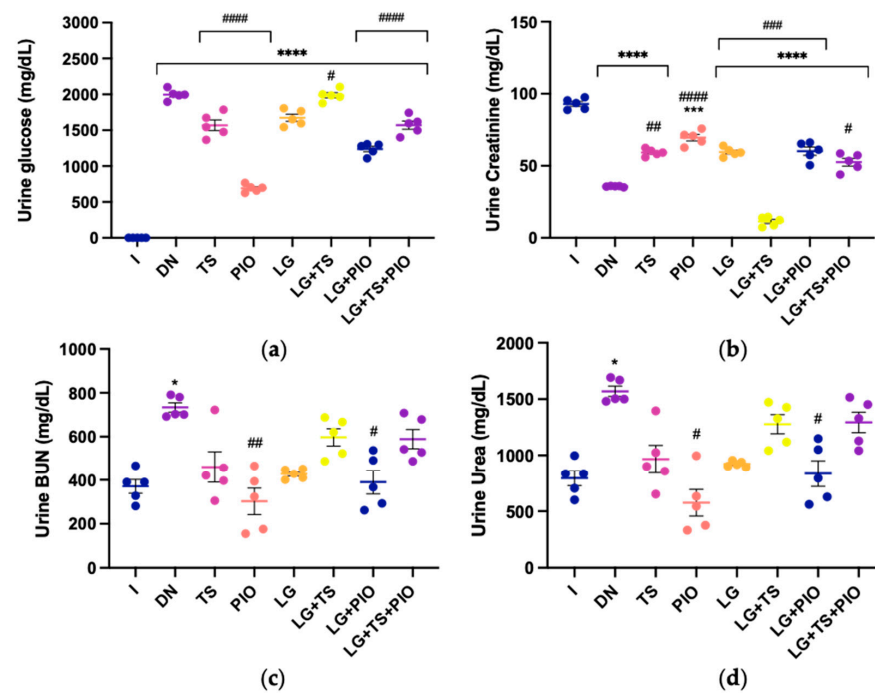 ####
####
****
#
Urine glucose (mg/dL)
3000
2500
2000
1500
1000
500
0
I
DN
TS
PIO
LG
LG+TS
LG+PIO
LG+TS+PIO
(a)
###
****
****
####
***
##
#
Urine Creatinine (mg/dL)
150
100
50
0
I
DN
TS
PIO
LG
LG+TS
LG+PIO
LG+TS+PIO
(b)
*
##
#
Urine BUN (mg/dL)
1000
800
600
400
200
0
I
DN
TS
PIO
LG
LG+TS
LG+PIO
LG+TS+PIO
(c)
*
#
#
Urine Urea (mg/dL)
2000
1500
1000
500
0
I
DN
TS
PIO
LG
LG+TS
LG+PIO
LG+TS+PIO
(d)